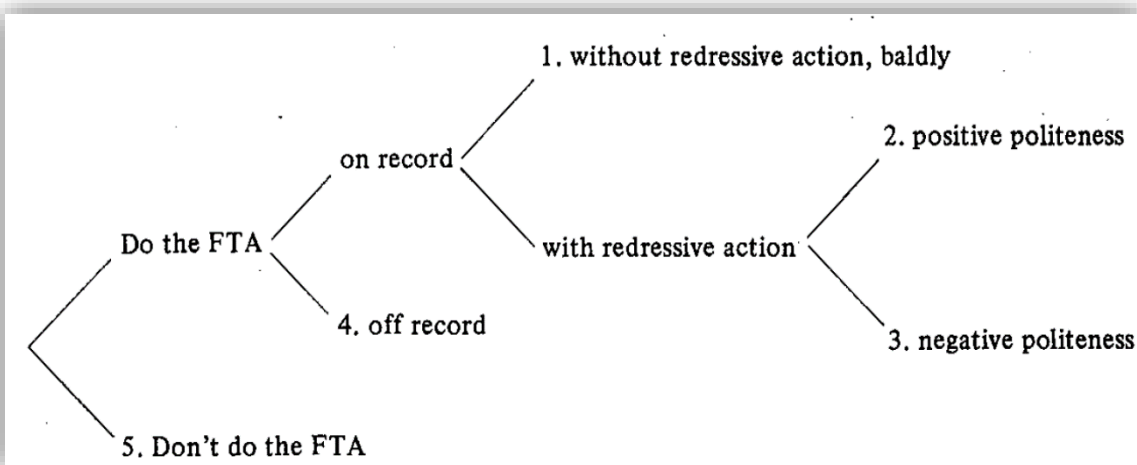 1. without redressive action, baldly
2. positive politeness
on record
Do the FTA
with redressive action
4. off record
3. negative politeness
5. Don't do the FTA